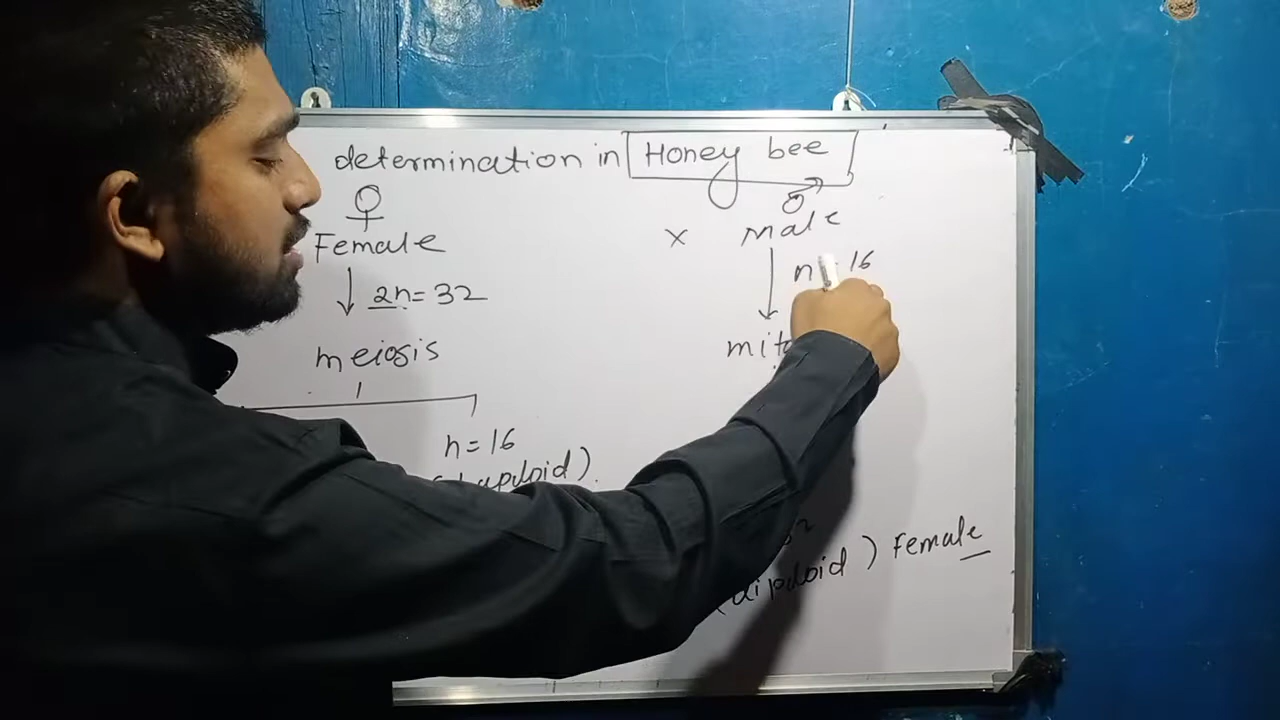 determination in Honey bee
♀ ♂
Female × Male
2n = 32 n = 16
meiosis
n = 16
Female